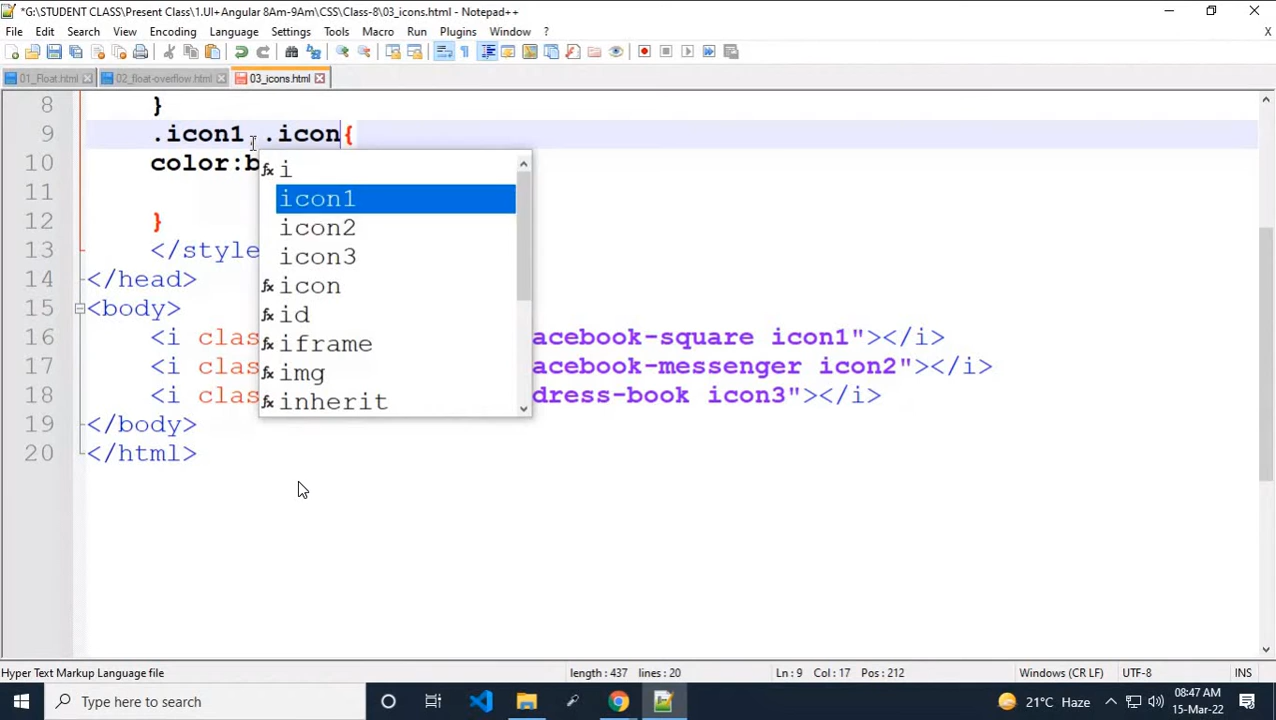 *G:\STUDENT CLASS\Present Class\1.UI+Angular 8Am-9Am\CSS\Class-8\03_icons.html - Notepad++
File Edit Search View Encoding Language Settings Tools Macro Run Plugins Window ? X
01_Float.html 02_float-overflow.html 03_icons.html
8 }
9 .icon1, .icon{
10 color:b
11
12 }
13 </style
14 </head>
15 <body>
16 <i clas acebook-square icon1"></i>
17 <i clas acebook-messenger icon2"></i>
18 <i clas dress-book icon3"></i>
19 </body>
20 </html>
i
icon1
icon2
icon3
icon
id
iframe
img
inherit
Hyper Text Markup Language file length : 437 lines : 20 Ln : 9 Col : 17 Pos : 212 Windows (CR LF) UTF-8 INS
Type here to search 21°C Haze 08:47 AM
15-Mar-22